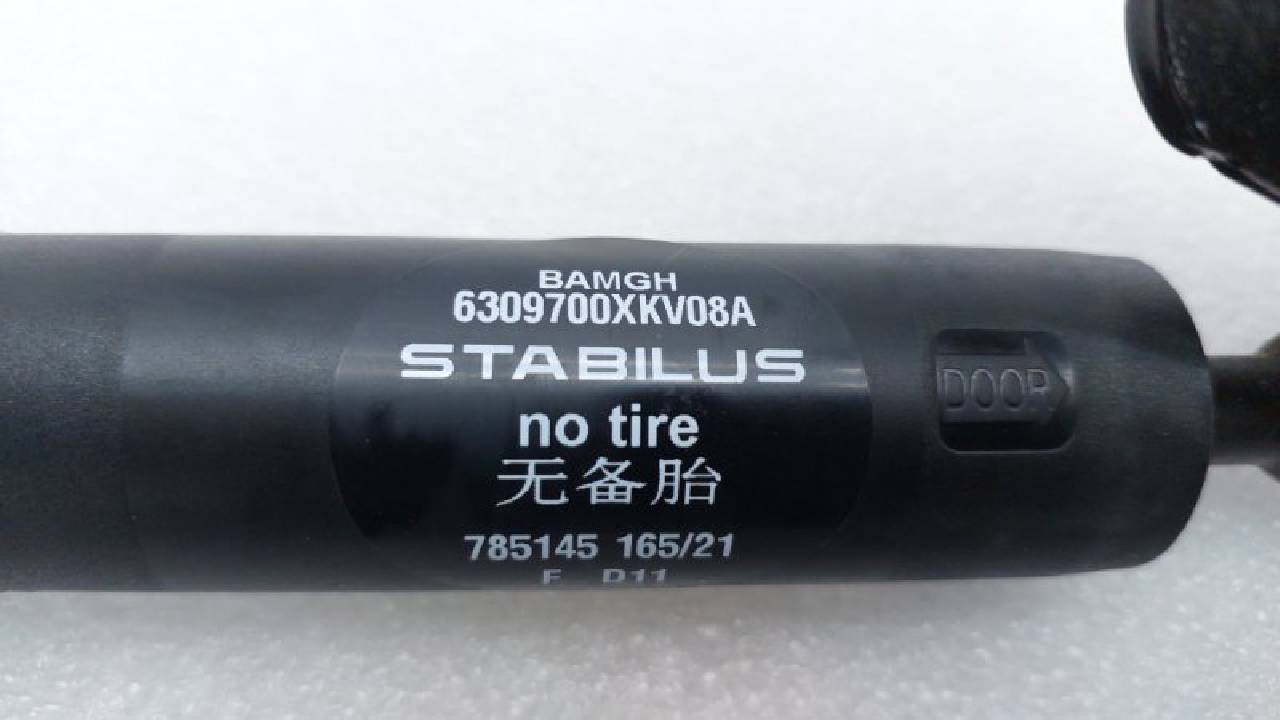 BAMGH
6309700XKV08A
STABILUS
no tire
无备胎
785145 165/21
DOOR